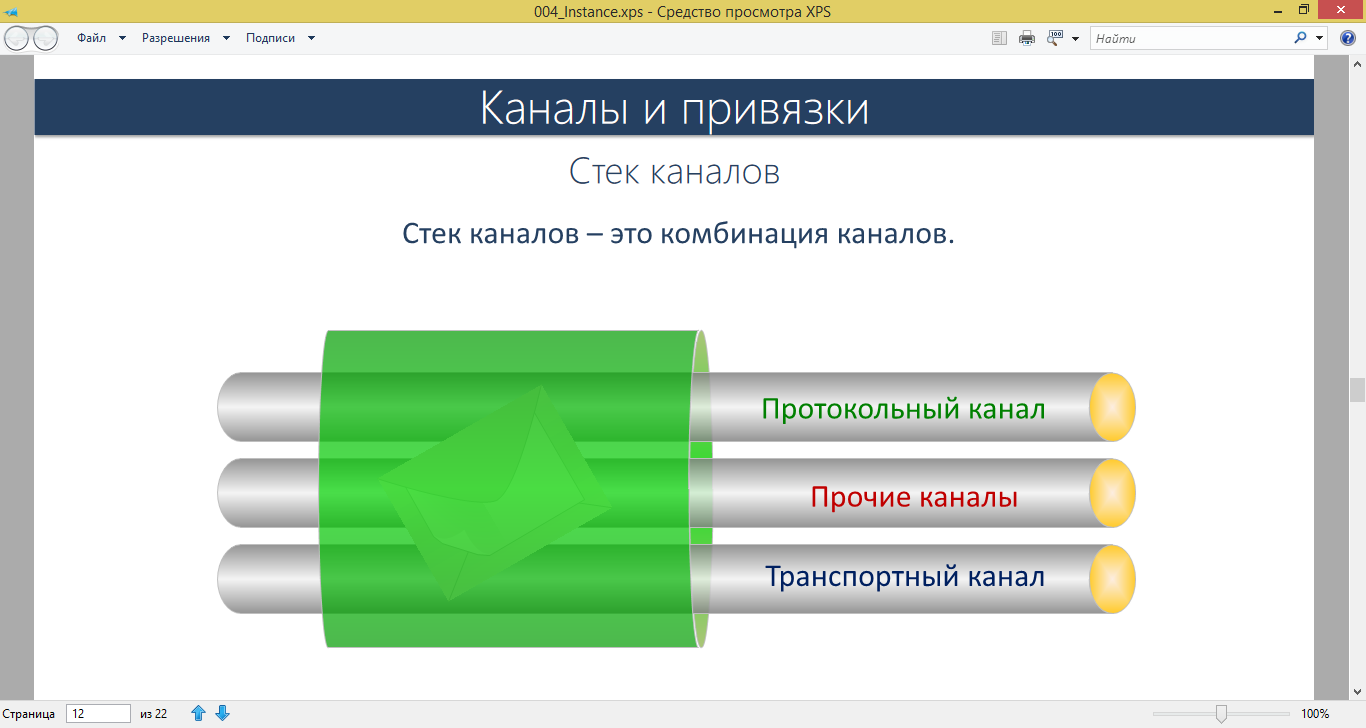 004_Instance.xps - Средство просмотра XPS
Файл Разрешения Подписи
100
Найти
?
Каналы и привязки
Стек каналов
Стек каналов – это комбинация каналов.
Протокольный канал
Прочие каналы
Транспортный канал
Страница 12 из 22
100%